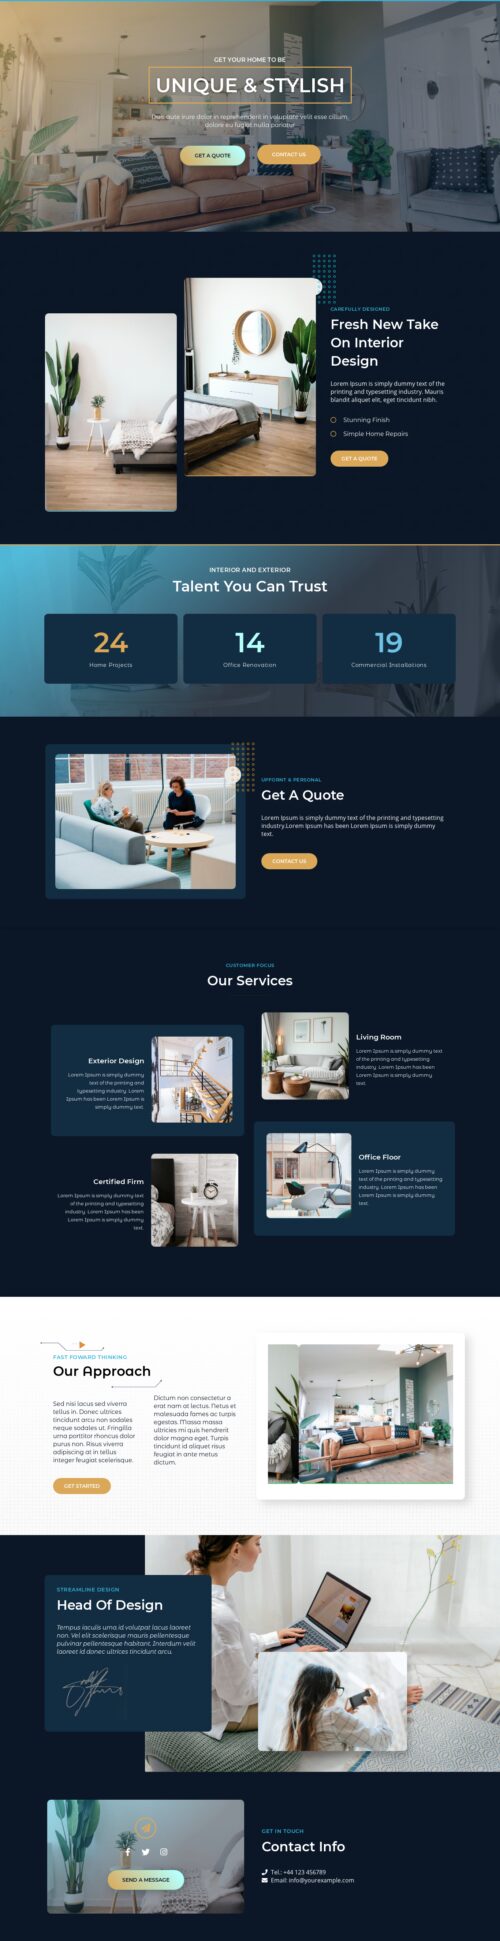 GET YOUR HOME TO BE
UNIQUE & STYLISH
Duis aute irure dolor in reprehenderit in voluptate velit esse cillum
dolore eu fugiat nulla pariatur
GET A QUOTE
CONTACT US
CAREFULLY DESIGNED
Fresh New Take
On Interior
Design
Lorem Ipsum is simply dummy text of the
printing and typesetting industry. Mauris
blandit aliquet elit, eget tincidunt nibh.
Stunning Finish
Simple Home Repairs
GET A QUOTE
INTERIOR AND EXTERIOR
Talent You Can Trust
24
Home Projects
14
Office Renovation
19
Commercial Installations
UFFORNT & PERSONAL
Get A Quote
Lorem Ipsum is simply dummy text of the printing and typesetting
industry.Lorem Ipsum has been Lorem Ipsum is simply dummy
text.
CONTACT US
CUSTOMER FOCUS
Our Services
Exterior Design
Lorem Ipsum is simply dummy
text of the printing and
typesetting industry. Lorem
Ipsum has been Lorem Ipsum is
simply dummy text.
Living Room
Lorem Ipsum is simply dummy
text of the printing and typesetting
industry. Lorem Ipsum has been
Lorem Ipsum is simply dummy
text.
Certified Firm
Lorem Ipsum is simply dummy text
of the printing and typesetting
industry. Lorem Ipsum has been
Lorem Ipsum is simply dummy
text.
Office Floor
Lorem Ipsum is simply dummy
text of the printing and typesetting
industry. Lorem Ipsum has been
Lorem Ipsum is simply dummy
text.
FAST FOWARD THINKING
Our Approach
Sed nisi lacus sed viverra
tellus in. Donec ultrices
tincidunt arcu non sodales
neque sodales ut. Fringilla
urna porttitor rhoncus dolor
purus non. Risus viverra
adipiscing at in tellus
integer feugiat scelerisque.
Dictum non consectetur a
erat nam at lectus. Netus et
malesuada fames ac turpis
egestas. Massa massa
ultricies mi quis hendrerit
dolor magna eget. Turpis
tincidunt id aliquet risus
feugiat in ante metus
dictum.
GET STARTED
STREAMLINE DESIGN
Head Of Design
Tempus iaculis urna id volutpat lacus laoreet
non. Vel elit scelerisque mauris pellentesque
pulvinar pellentesque habitant. Interdum velit
laoreet id donec ultrices tincidunt arcu.
SEND A MESSAGE
GET IN TOUCH
Contact Info
Tel.: +44 123 456789
Email: info@yourexample.com